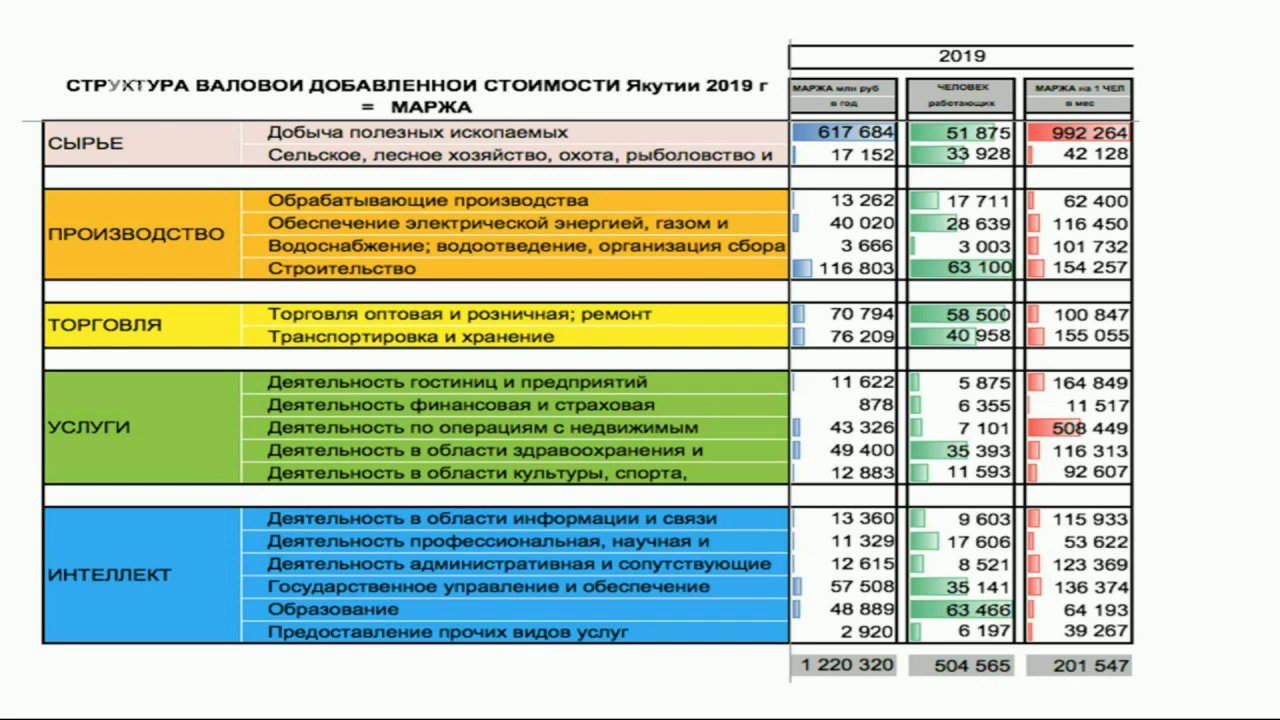 2019
СТРУКТУРА ВАЛОВОИ ДОБАВЛЕННОИ СТОИМОСТИ Якутии 2019 г
= МАРЖА
МАРЖА млн руб в год ЧЕЛОВЕК работающих МАРЖА на 1 ЧЕЛ в мес
СЫРЬЕ
Добыча полезных ископаемых 617 684 51 875 992 264
Сельское, лесное хозяйство, охота, рыболовство и 17 152 33 928 42 128
ПРОИЗВОДСТВО
Обрабатывающие производства 13 262 17 711 62 400
Обеспечение электрической энергией, газом и 40 020 28 639 116 450
Водоснабжение; водоотведение, организация сбора 3 666 3 003 101 732
Строительство 116 803 63 100 154 257
ТОРГОВЛЯ
Торговля оптовая и розничная; ремонт 70 794 58 500 100 847
Транспортировка и хранение 76 209 40 958 155 055
УСЛУГИ
Деятельность гостиниц и предприятий 11 622 5 875 164 849
Деятельность финансовая и страховая 878 6 355 11 517
Деятельность по операциям с недвижимым 43 326 7 101 508 449
Деятельность в области здравоохранения и 49 400 35 393 116 313
Деятельность в области культуры, спорта, 12 883 11 593 92 607
ИНТЕЛЛЕКТ
Деятельность в области информации и связи 13 360 9 603 115 933
Деятельность профессиональная, научная и 11 329 17 606 53 622
Деятельность административная и сопутствующие 12 615 8 521 123 369
Государственное управление и обеспечение 57 508 35 141 136 374
Образование 48 889 63 466 64 193
Предоставление прочих видов услуг 2 920 6 197 39 267
1 220 320 504 565 201 547